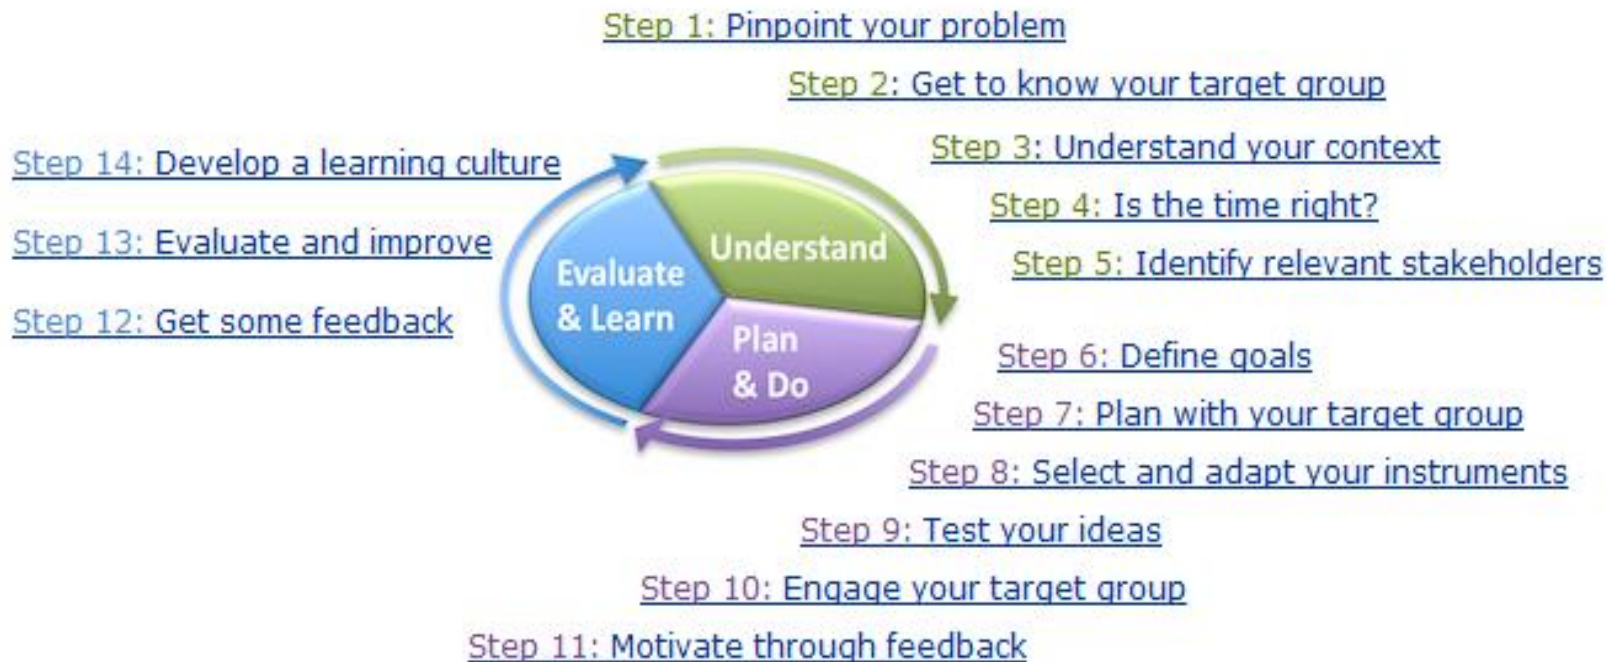 Step 1: Pinpoint your problem
Step 2: Get to know your target group
Step 3: Understand your context
Step 4: Is the time right?
Step 5: Identify relevant stakeholders
Step 6: Define goals
Step 7: Plan with your target group
Step 8: Select and adapt your instruments
Step 9: Test your ideas
Step 10: Engage your target group
Step 11: Motivate through feedback
Step 12: Get some feedback
Step 13: Evaluate and improve
Step 14: Develop a learning culture
Understand
Plan
& Do
Evaluate
& Learn